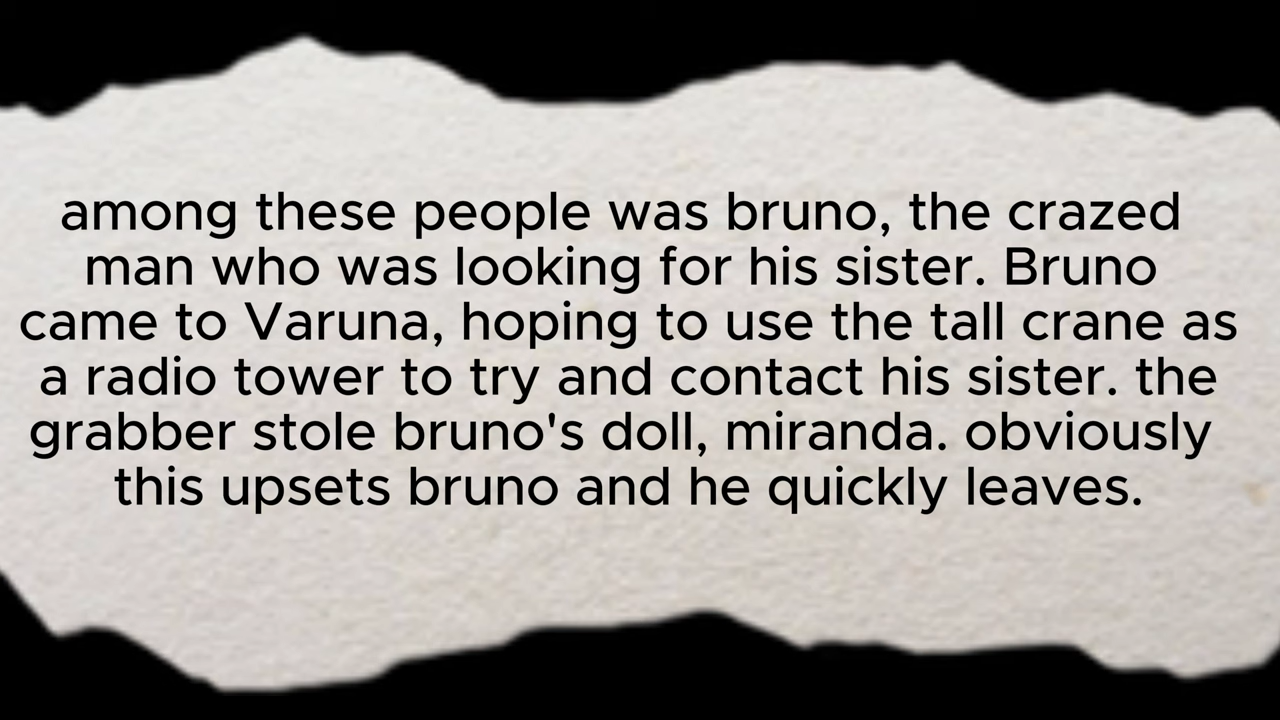 among these people was bruno, the crazed
man who was looking for his sister. Bruno
came to Varuna, hoping to use the tall crane as
a radio tower to try and contact his sister. the
grabber stole bruno's doll, miranda. obviously
this upsets bruno and he quickly leaves.